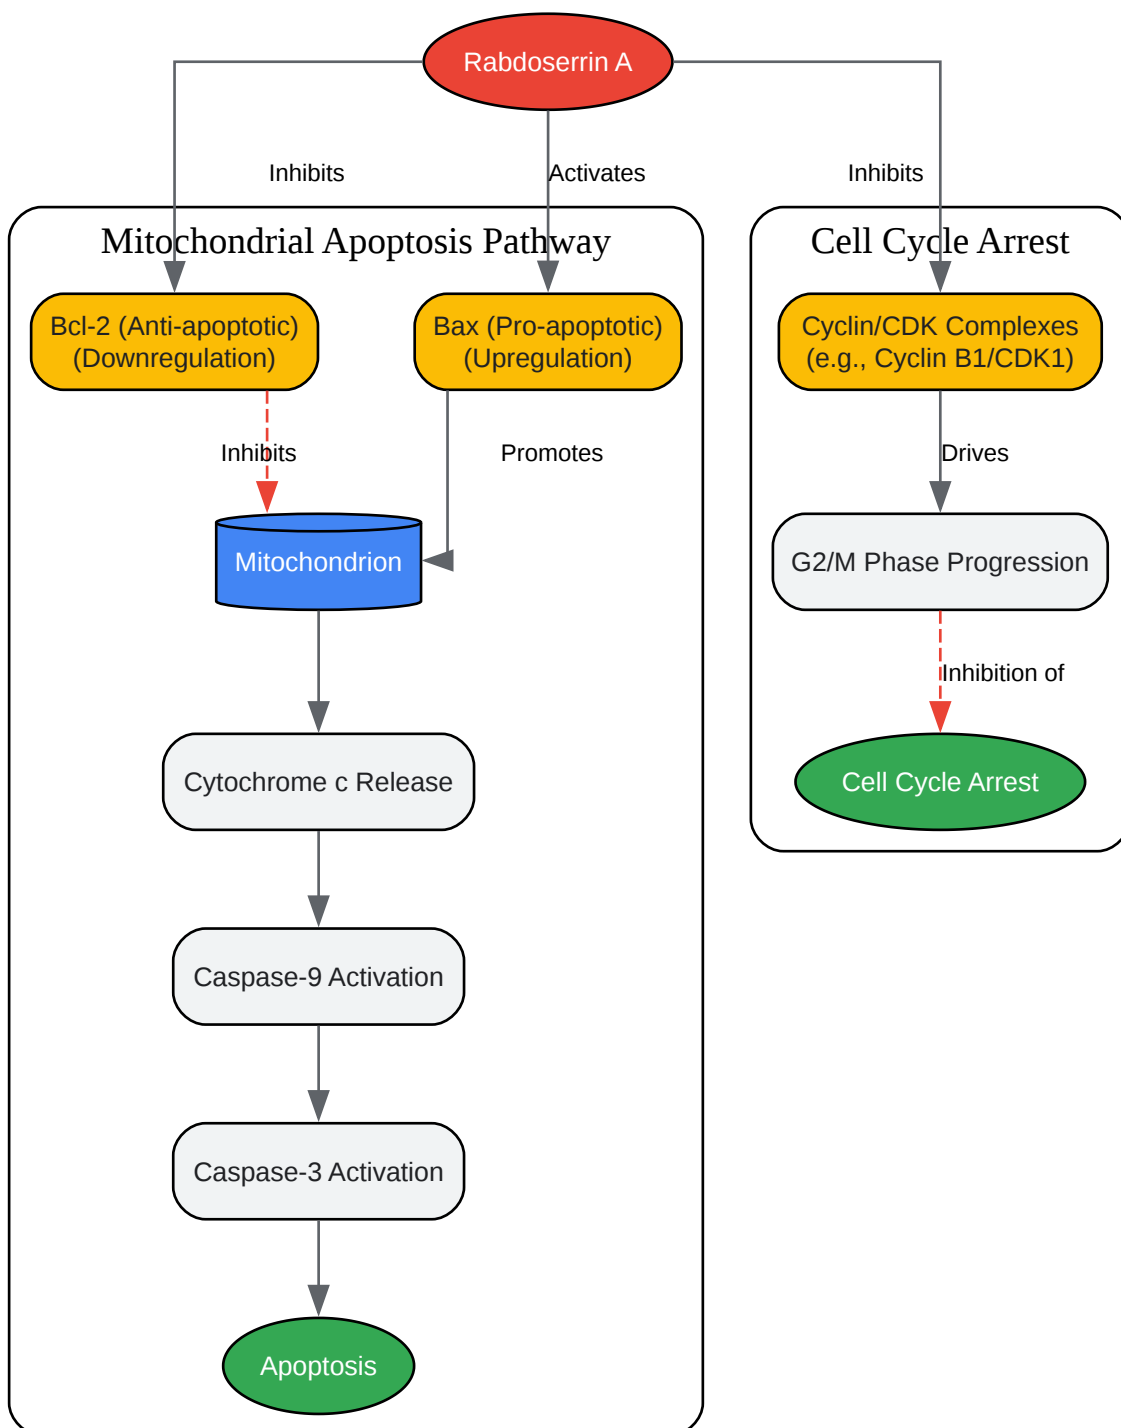 Rabdoserrin A
Inhibits
Activates
Inhibits
Mitochondrial Apoptosis Pathway
Cell Cycle Arrest
Bcl-2 (Anti-apoptotic)
(Downregulation)
Bax (Pro-apoptotic)
(Upregulation)
Cyclin/CDK Complexes
(e.g., Cyclin B1/CDK1)
Inhibits
Promotes
Drives
Mitochondrion
G2/M Phase Progression
Inhibition of
Cytochrome c Release
Cell Cycle Arrest
Caspase-9 Activation
Caspase-3 Activation
Apoptosis